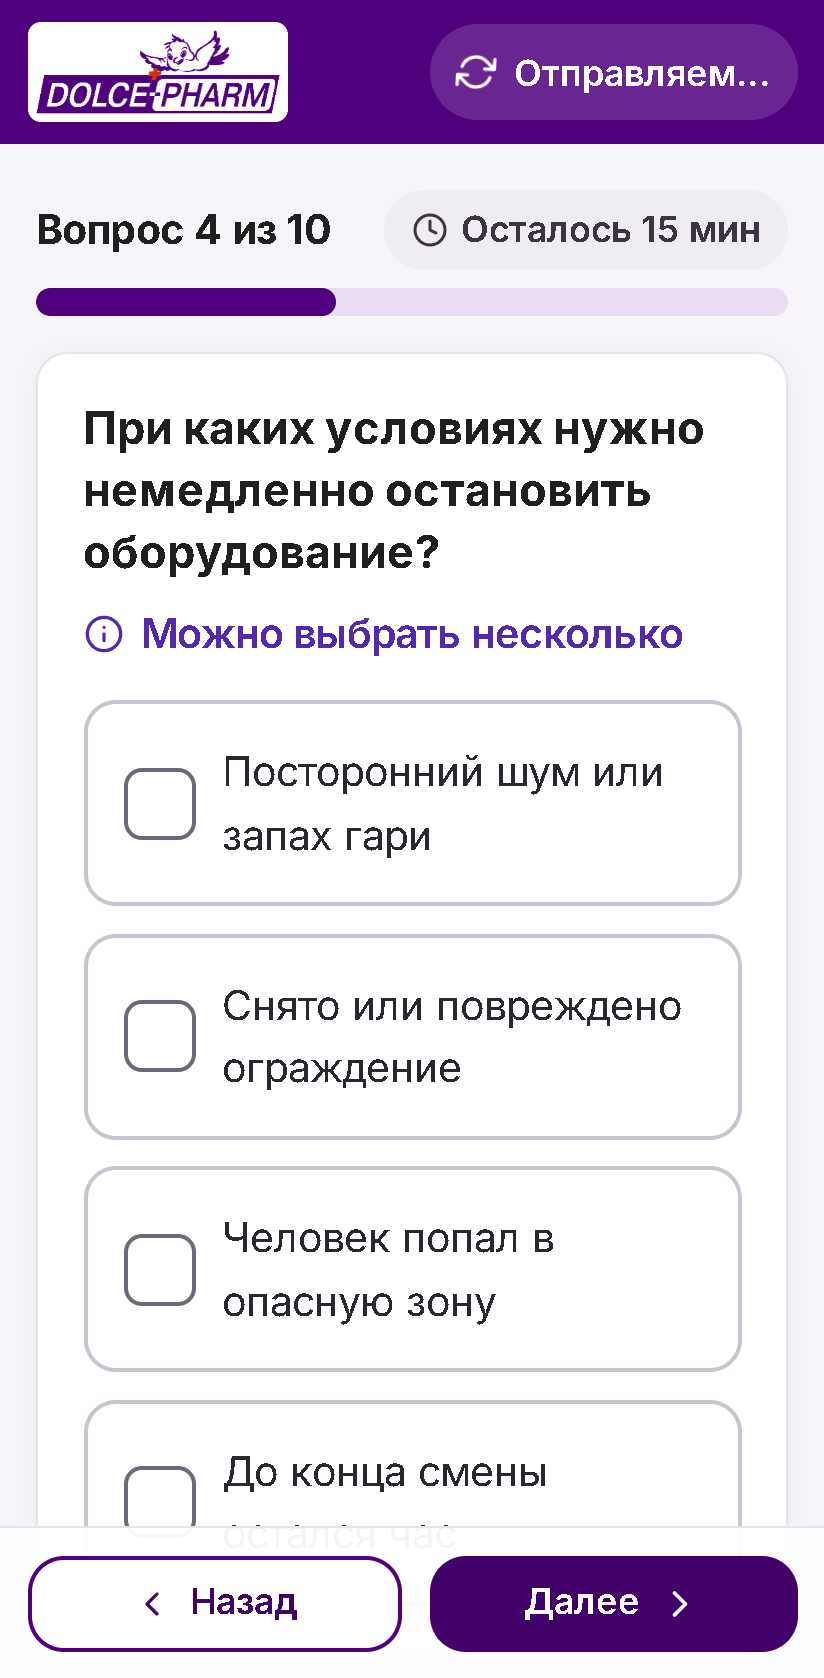 DOLCE-PHARM
Отправляем...
Вопрос 4 из 10
Осталось 15 мин
При каких условиях нужно
немедленно остановить
оборудование?
Можно выбрать несколько
Посторонний шум или
запах гари
Снято или повреждено
ограждение
Человек попал в
опасную зону
До конца смены
остался час
Назад
Далее